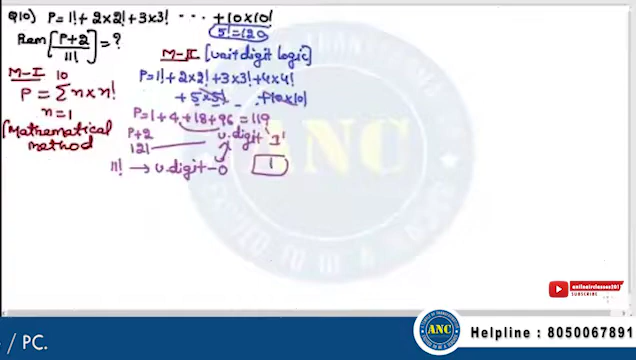 Q10) P=1!+2×2!+3×3! ... +10×10!
5!=120
Rem [P+2/11!] = ?
M-II [Unit digit logic]
M-I
P=1!+2×2!+3×3!+4×4!
+5×5! .. +10×10!
10
P=∑n×n!
n=1
P=1+4+18+96=119
[Mathematical method
P+2 u.digit '1'
121
11! → u.digit-0 1
ANC
SUBSCRIBE
/ PC.
ANC
Helpline : 8050067891